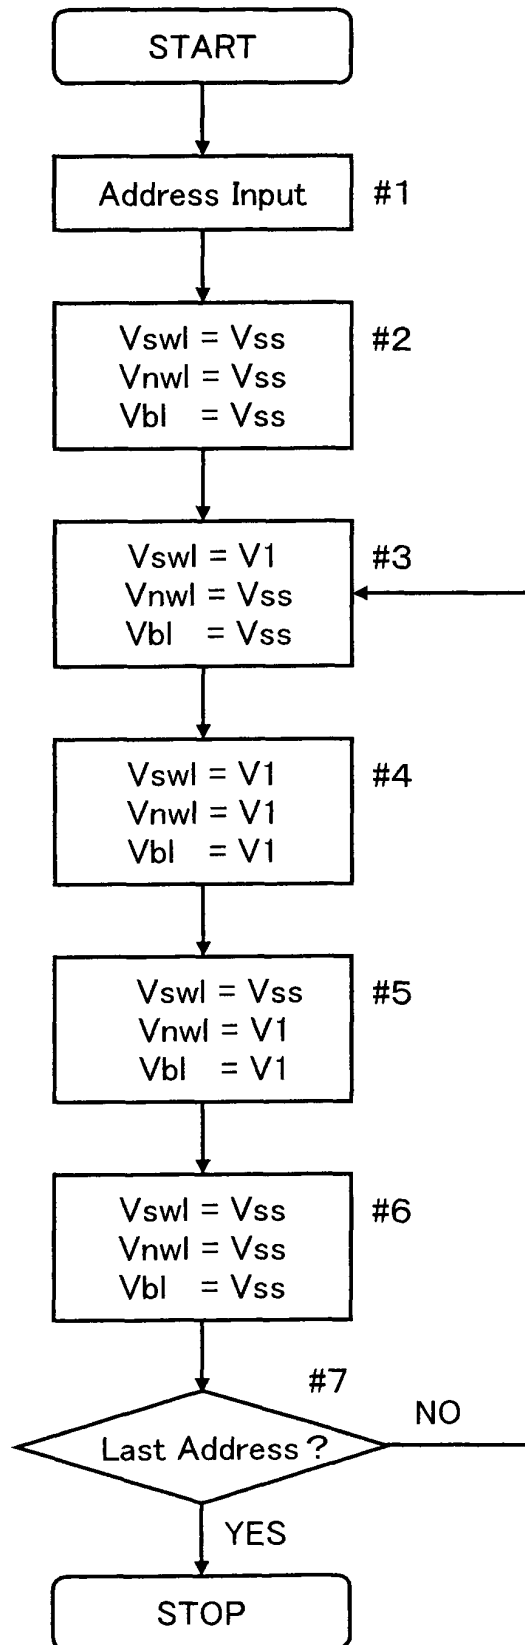 START
Address Input #1
Vswl = Vss #2
Vnwl = Vss
Vbl = Vss
Vswl = V1 #3
Vnwl = Vss
Vbl = Vss
Vswl = V1 #4
Vnwl = V1
Vbl = V1
Vswl = Vss #5
Vnwl = V1
Vbl = V1
Vswl = Vss #6
Vnwl = Vss
Vbl = Vss
#7
NO
Last Address ?
YES
STOP